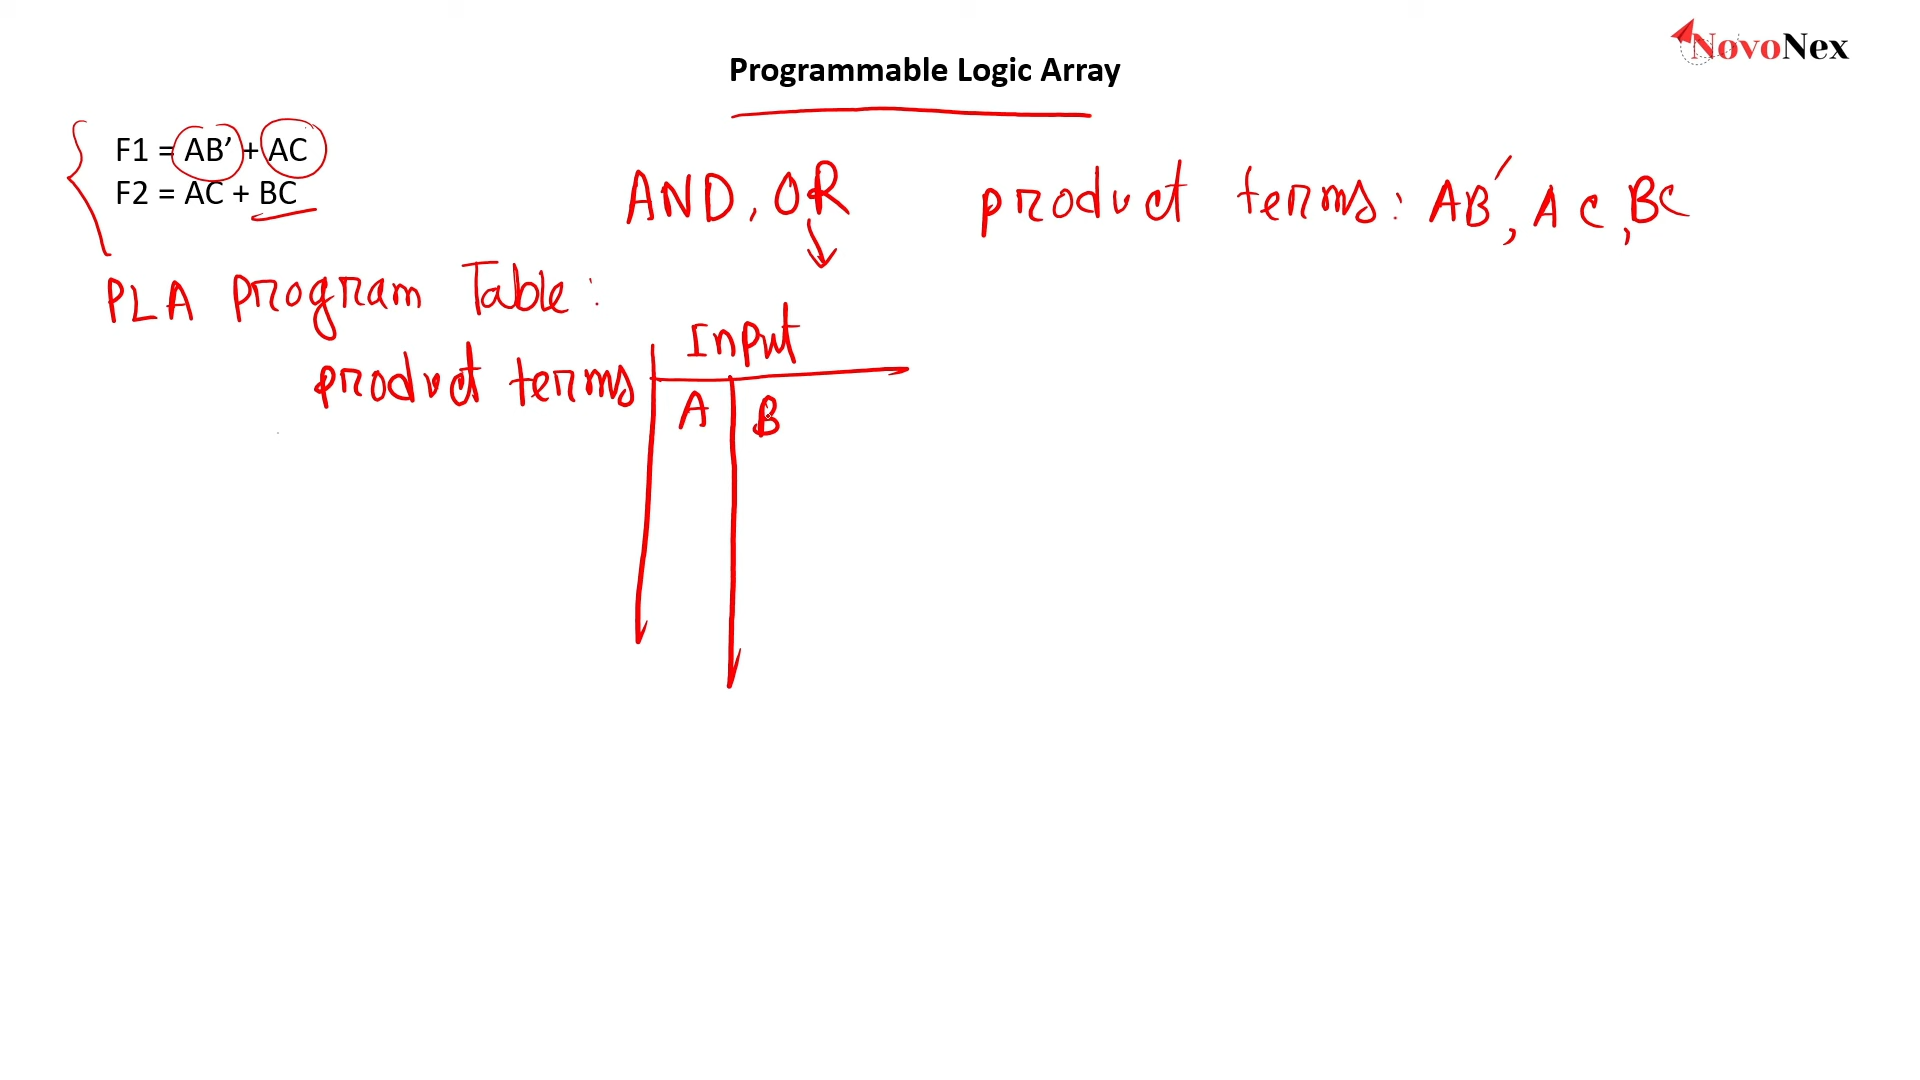 NovoNex
Programmable Logic Array
F1 = AB’ + AC
F2 = AC + BC
AND, OR
product terms: AB', AC, BC
PLA program Table:
Input
product terms
A B